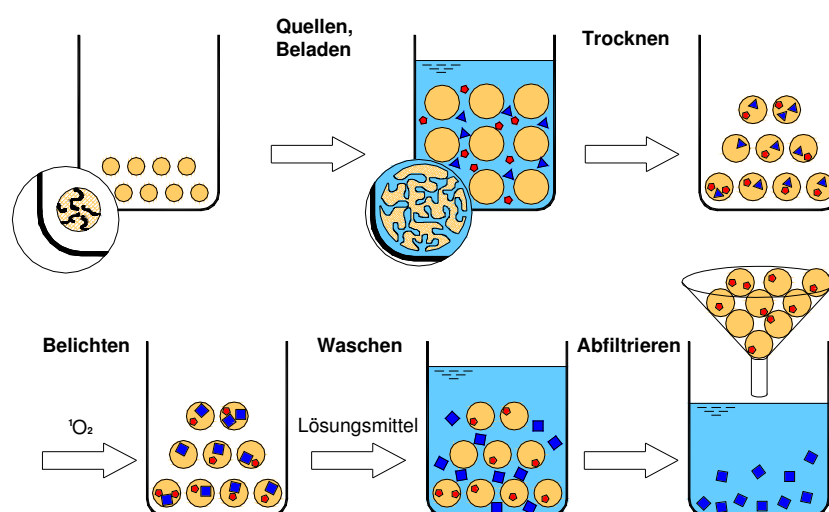 Quellen,
Beladen
Trocknen
Belichten
¹O₂
Waschen
Lösungsmittel
Abfiltrieren